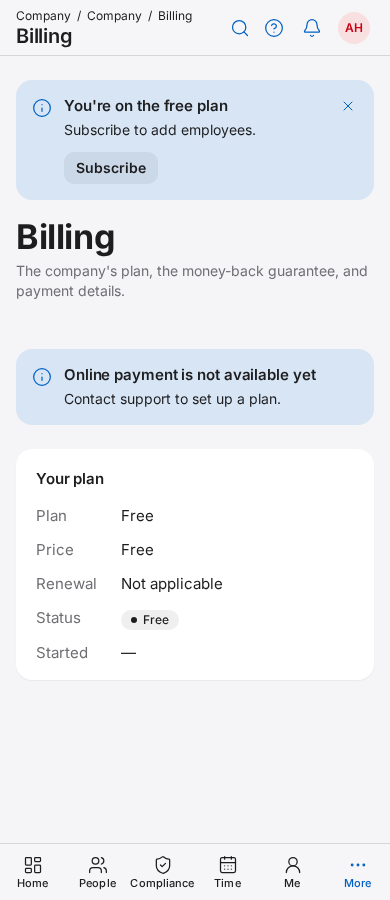 Company / Company / Billing
Billing
AH
You're on the free plan
Subscribe to add employees.
Subscribe
Billing
The company's plan, the money-back guarantee, and
payment details.
Online payment is not available yet
Contact support to set up a plan.
Your plan
Plan Free
Price Free
Renewal Not applicable
Status Free
Started —
Home People Compliance Time Me More